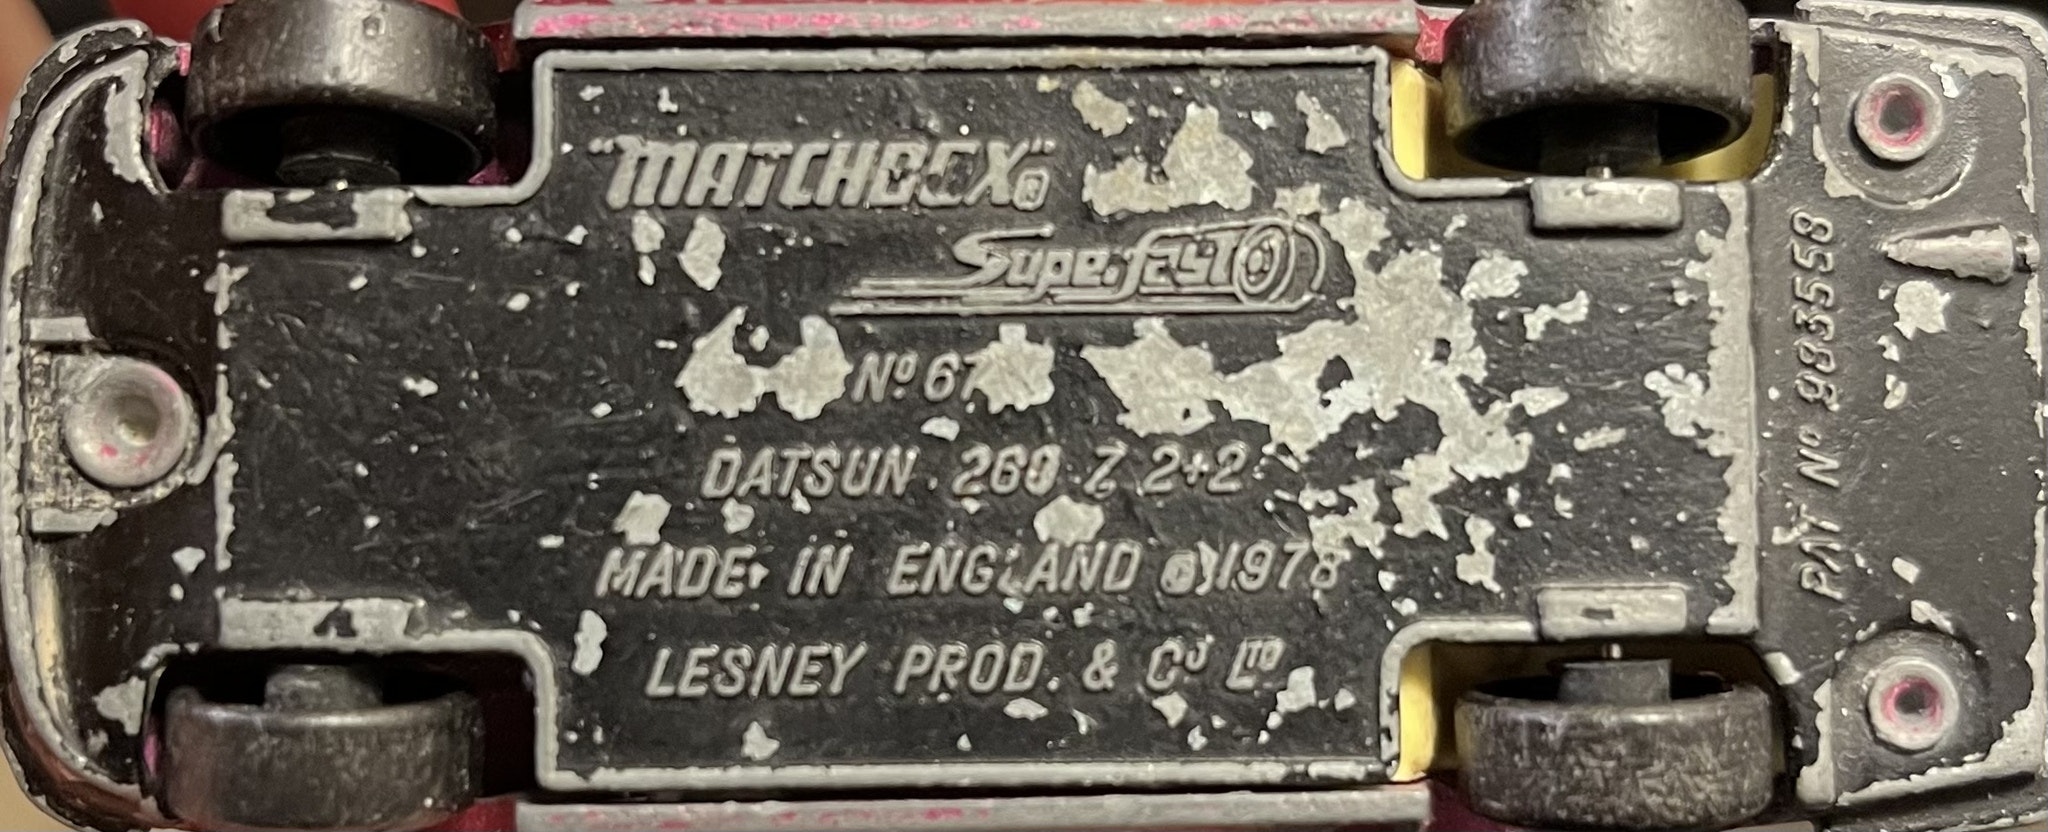 "MATCHBOX"®
Superfast
Nº 67
DATSUN 260 Z 2+2
MADE IN ENGLAND © 1978
LESNEY PROD. & Cº LTD
PAT Nº 983558